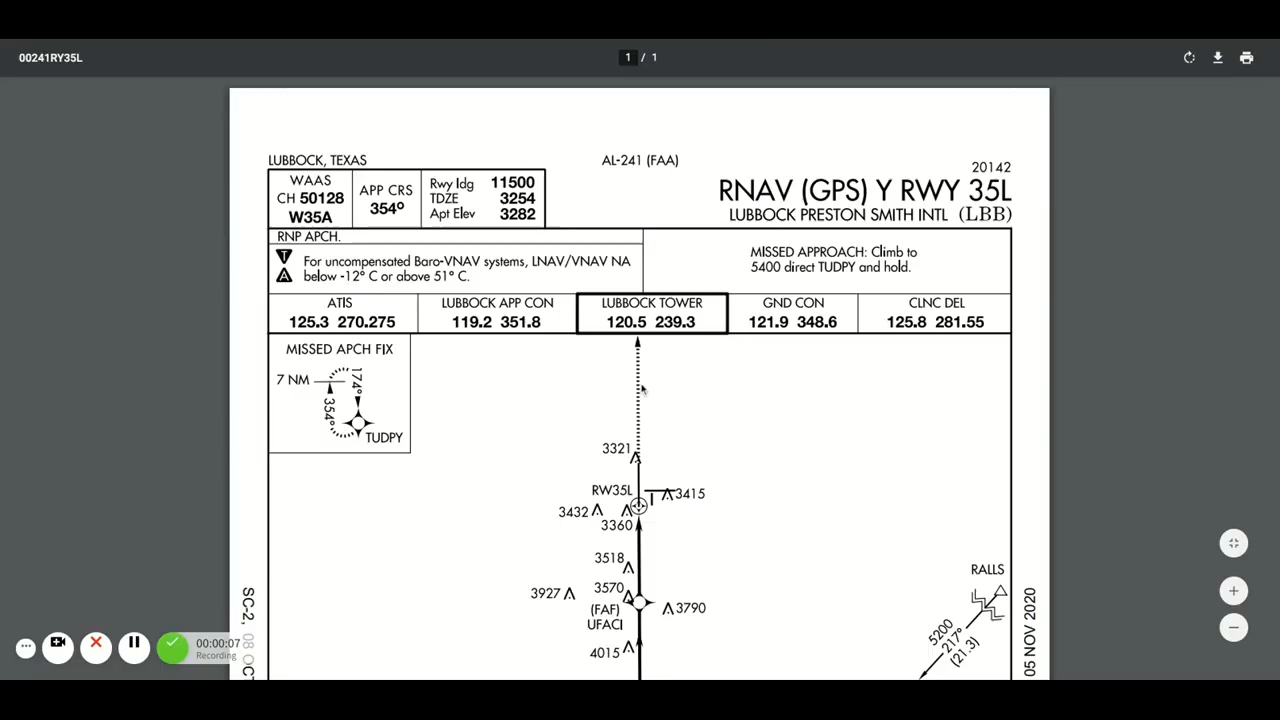 00241RY35L
1 / 1
LUBBOCK, TEXAS
AL-241 (FAA)
20142
WAAS
CH 50128
W35A
APP CRS
354°
Rwy ldg 11500
TDZE 3254
Apt Elev 3282
RNAV (GPS) Y RWY 35L
LUBBOCK PRESTON SMITH INTL (LBB)
RNP APCH.
T
A
For uncompensated Baro-VNAV systems, LNAV/VNAV NA
below -12° C or above 51° C.
MISSED APPROACH: Climb to
5400 direct TUDPY and hold.
ATIS
125.3 270.275
LUBBOCK APP CON
119.2 351.8
LUBBOCK TOWER
120.5 239.3
GND CON
121.9 348.6
CLNC DEL
125.8 281.55
MISSED APCH FIX
7 NM
174°
354°
TUDPY
3321
RW35L
3415
3432
3360
3518
3570
3927
(FAF)
UFACI
3790
4015
RALLS
5200
217°
(21.3)
SC-2, 08 OCT
05 NOV 2020
00:00:07
Recording